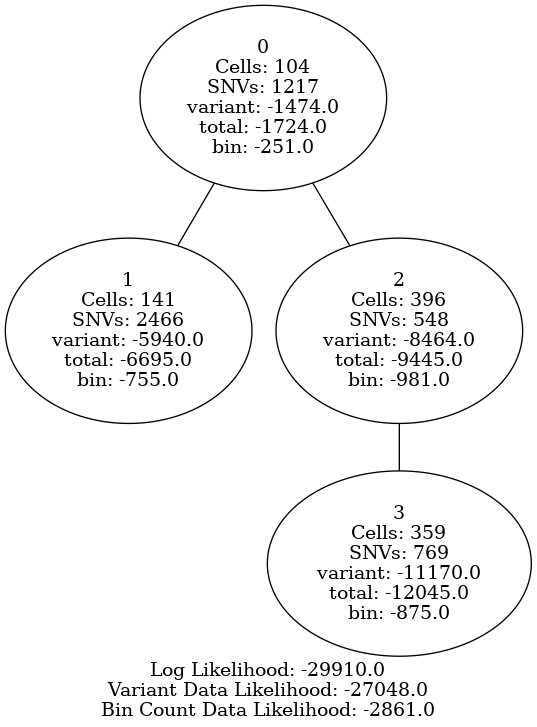 0
Cells: 104
SNVs: 1217
variant: -1474.0
total: -1724.0
bin: -251.0
1
Cells: 141
SNVs: 2466
variant: -5940.0
total: -6695.0
bin: -755.0
2
Cells: 396
SNVs: 548
variant: -8464.0
total: -9445.0
bin: -981.0
3
Cells: 359
SNVs: 769
variant: -11170.0
total: -12045.0
bin: -875.0
Log Likelihood: -29910.0
Variant Data Likelihood: -27048.0
Bin Count Data Likelihood: -2861.0